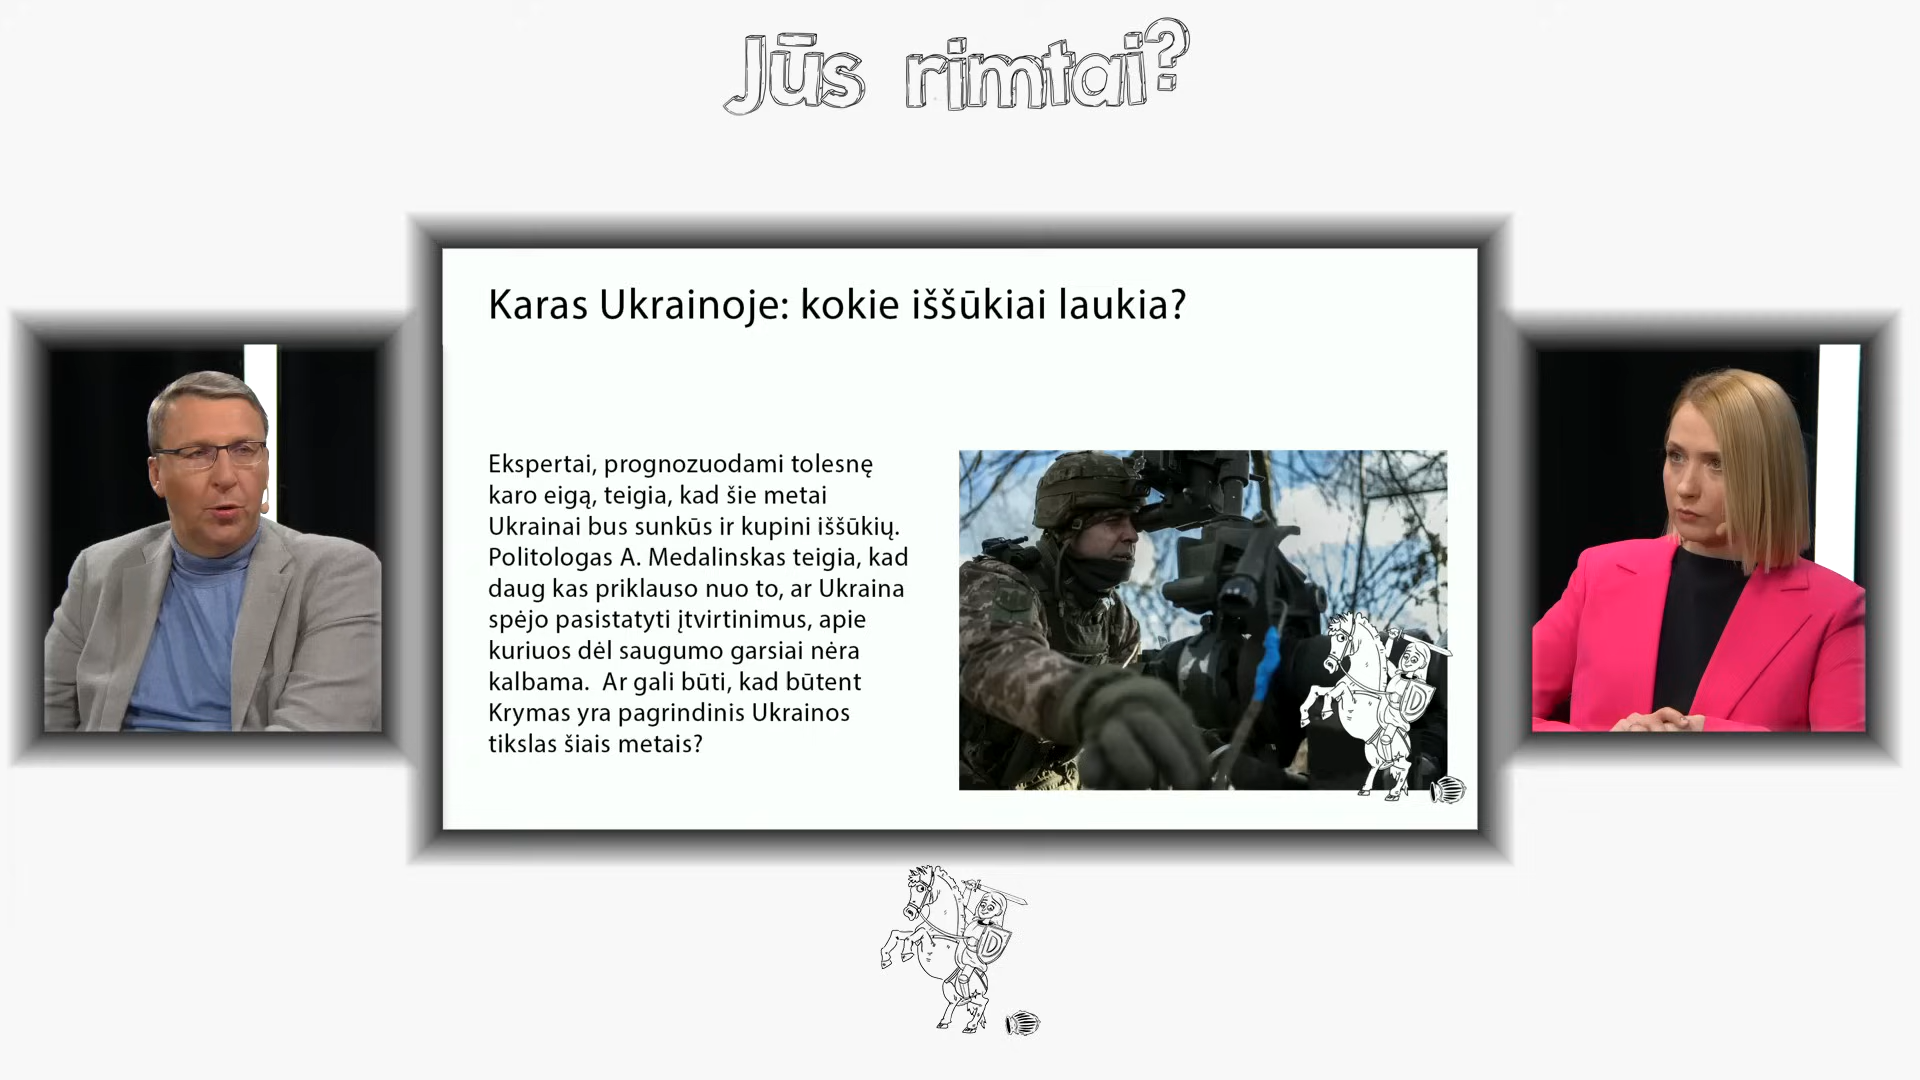 Jūs rimtai?
Karas Ukrainoje: kokie iššūkiai laukia?
Ekspertai, prognozuodami tolesnę
karo eigą, teigia, kad šie metai
Ukrainai bus sunkūs ir kupini iššūkių.
Politologas A. Medalinskas teigia, kad
daug kas priklauso nuo to, ar Ukraina
spėjo pasistatyti įtvirtinimus, apie
kuriuos dėl saugumo garsiai nėra
kalbama.  Ar gali būti, kad būtent
Krymas yra pagrindinis Ukrainos
tikslas šiais metais?
D
D